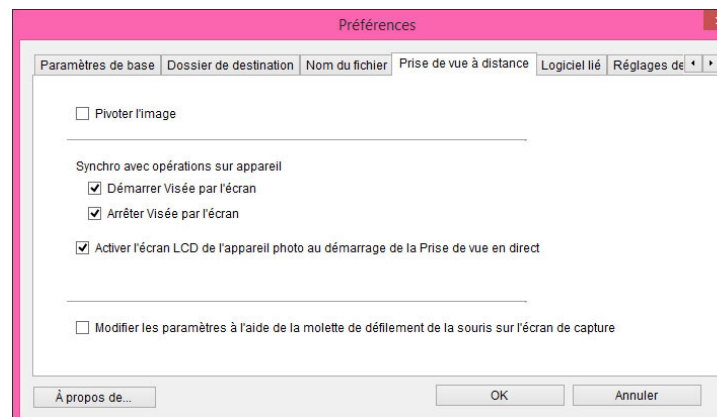 Préférences
Paramètres de base Dossier de destination Nom du fichier Prise de vue à distance Logiciel lié Réglages de
Pivoter l'image
Synchro avec opérations sur appareil
Démarrer Visée par l'écran
Arrêter Visée par l'écran
Activer l'écran LCD de l'appareil photo au démarrage de la Prise de vue en direct
Modifier les paramètres à l'aide de la molette de défilement de la souris sur l'écran de capture
À propos de... OK Annuler